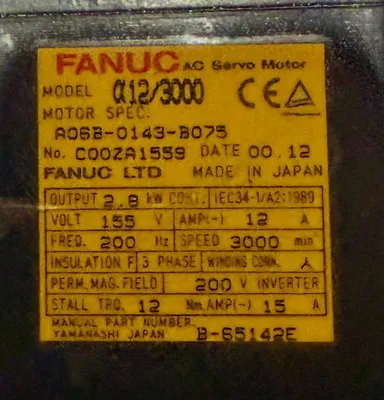 FANUC AC Servo Motor
MODEL α12/3000 CE
MOTOR SPEC.
A06B-0143-B075
No. C00ZA1559 DATE 00.12
FANUC LTD MADE IN JAPAN
OUTPUT 2.8 kW CONT. IEC34-1/A2:1989
VOLT 155 V AMP(~) 12 A
FREQ. 200 Hz SPEED 3000 min⁻¹
INSULATION F 3 PHASE WINDING CONN. Y
PERM. MAG. FIELD 200 V INVERTER
STALL TRQ. 12 Nm. AMP(~) 15 A
MANUAL PART NUMBER.
YAMANASHI JAPAN B-65142E